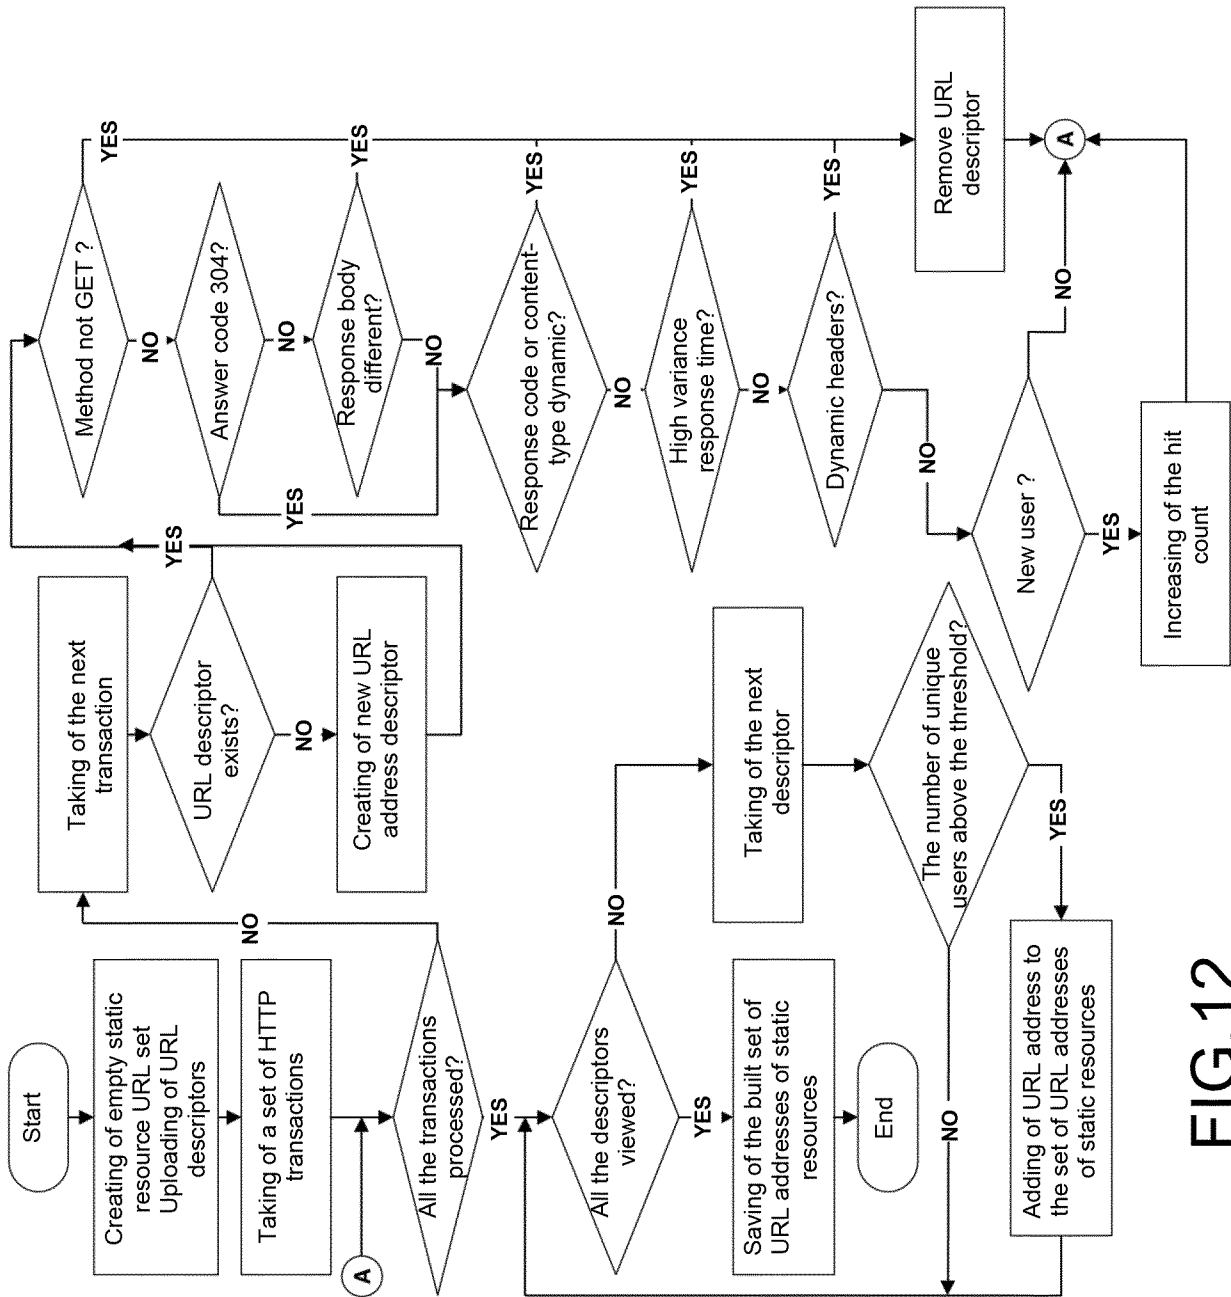 Start
Creating of empty static
resource URL set
Uploading of URL
descriptors
Taking of a set of HTTP
transactions
A
All the transactions
processed?
NO
YES
All the descriptors
viewed?
NO
YES
Saving of the built set of
URL addresses of static
resources
End
Taking of the next
transaction
URL descriptor
exists?
YES
NO
Creating of new URL
address descriptor
Taking of the next
descriptor
The number of unique
users above the threshold?
NO
YES
Adding of URL address to
the set of URL addresses
of static resources
Method not GET ?
YES
NO
Answer code 304?
YES
NO
Response body
different?
YES
NO
Response code or content-
type dynamic?
YES
NO
High variance
response time?
YES
NO
Dynamic headers?
YES
NO
New user ?
NO
YES
Increasing of the hit
count
Remove URL
descriptor
A
FIG. 12